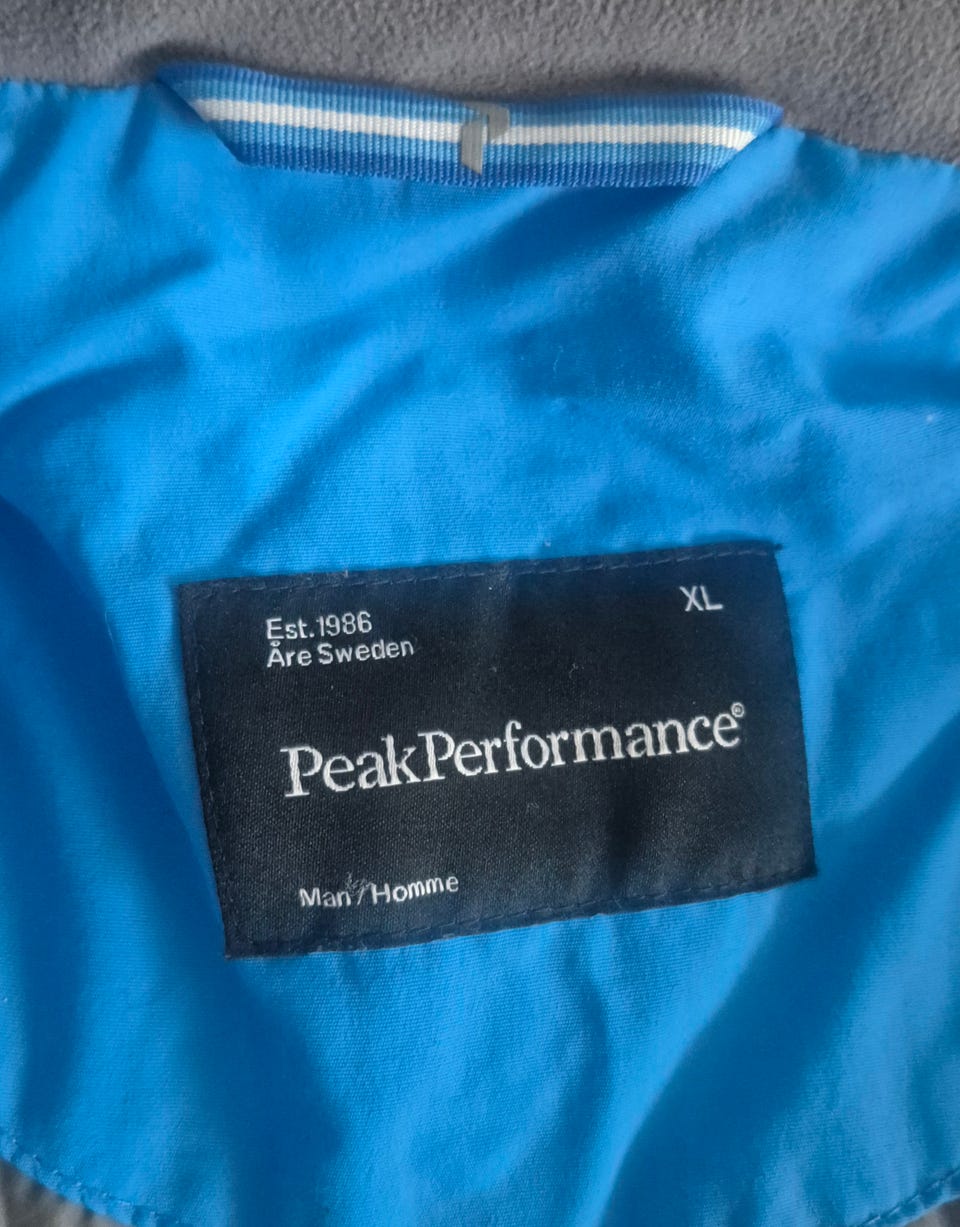 Est.1986
Åre Sweden
XL
PeakPerformance®
Man/Homme